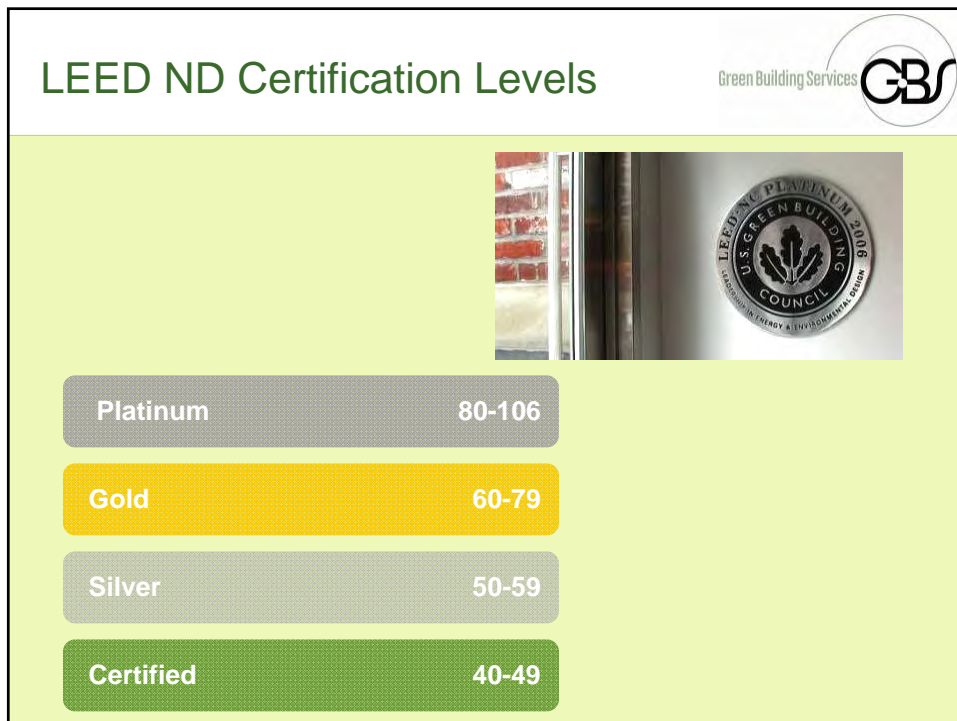 LEED ND Certification Levels
Green Building Services
GBS
LEED-NC PLATINUM 2006
U.S. GREEN BUILDING
COUNCIL
LEADERSHIP IN ENERGY & ENVIRONMENTAL DESIGN
Platinum 80-106
Gold 60-79
Silver 50-59
Certified 40-49